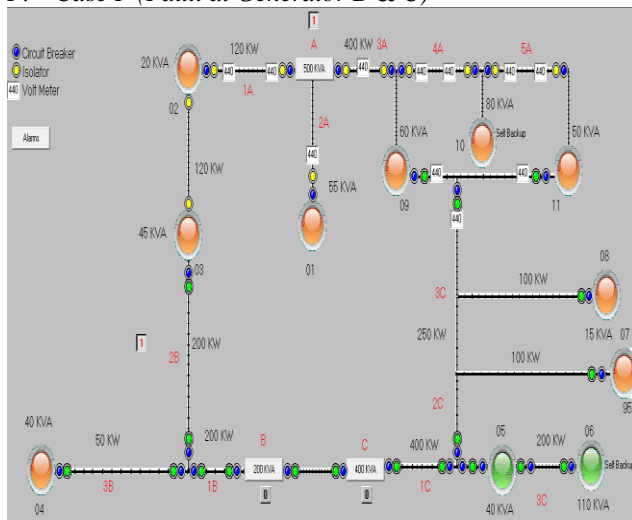 1
A
120 KW
400 KW
3A
4A
5A
Circuit Breaker
Isolator
440 Volt Meter
20 KVA
440
440
500 KVA
440
440
440
440
440
1A
02
80 KVA
Alarms
2A
60 KVA
10
Self Backup
50 KVA
440
120 KW
55 KVA
440
440
09
11
440
45 KVA
01
03
08
100 KW
3C
1
200 KW
250 KW
15 KVA
07
2B
100 KW
2C
95
40 KVA
50 KW
200 KW
B
C
400 KW
05
200 KW
06
200 KVA
400 KVA
Self Backup
04
3B
1B
0
0
1C
40 KVA
3C
110 KVA